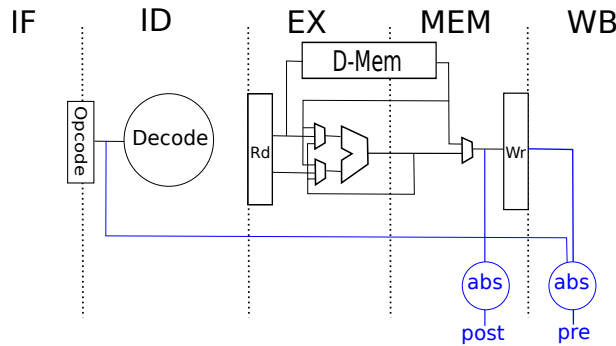 IF ID EX MEM WB
D-Mem
Opcode
Decode
Rd
Wr
abs abs
post pre